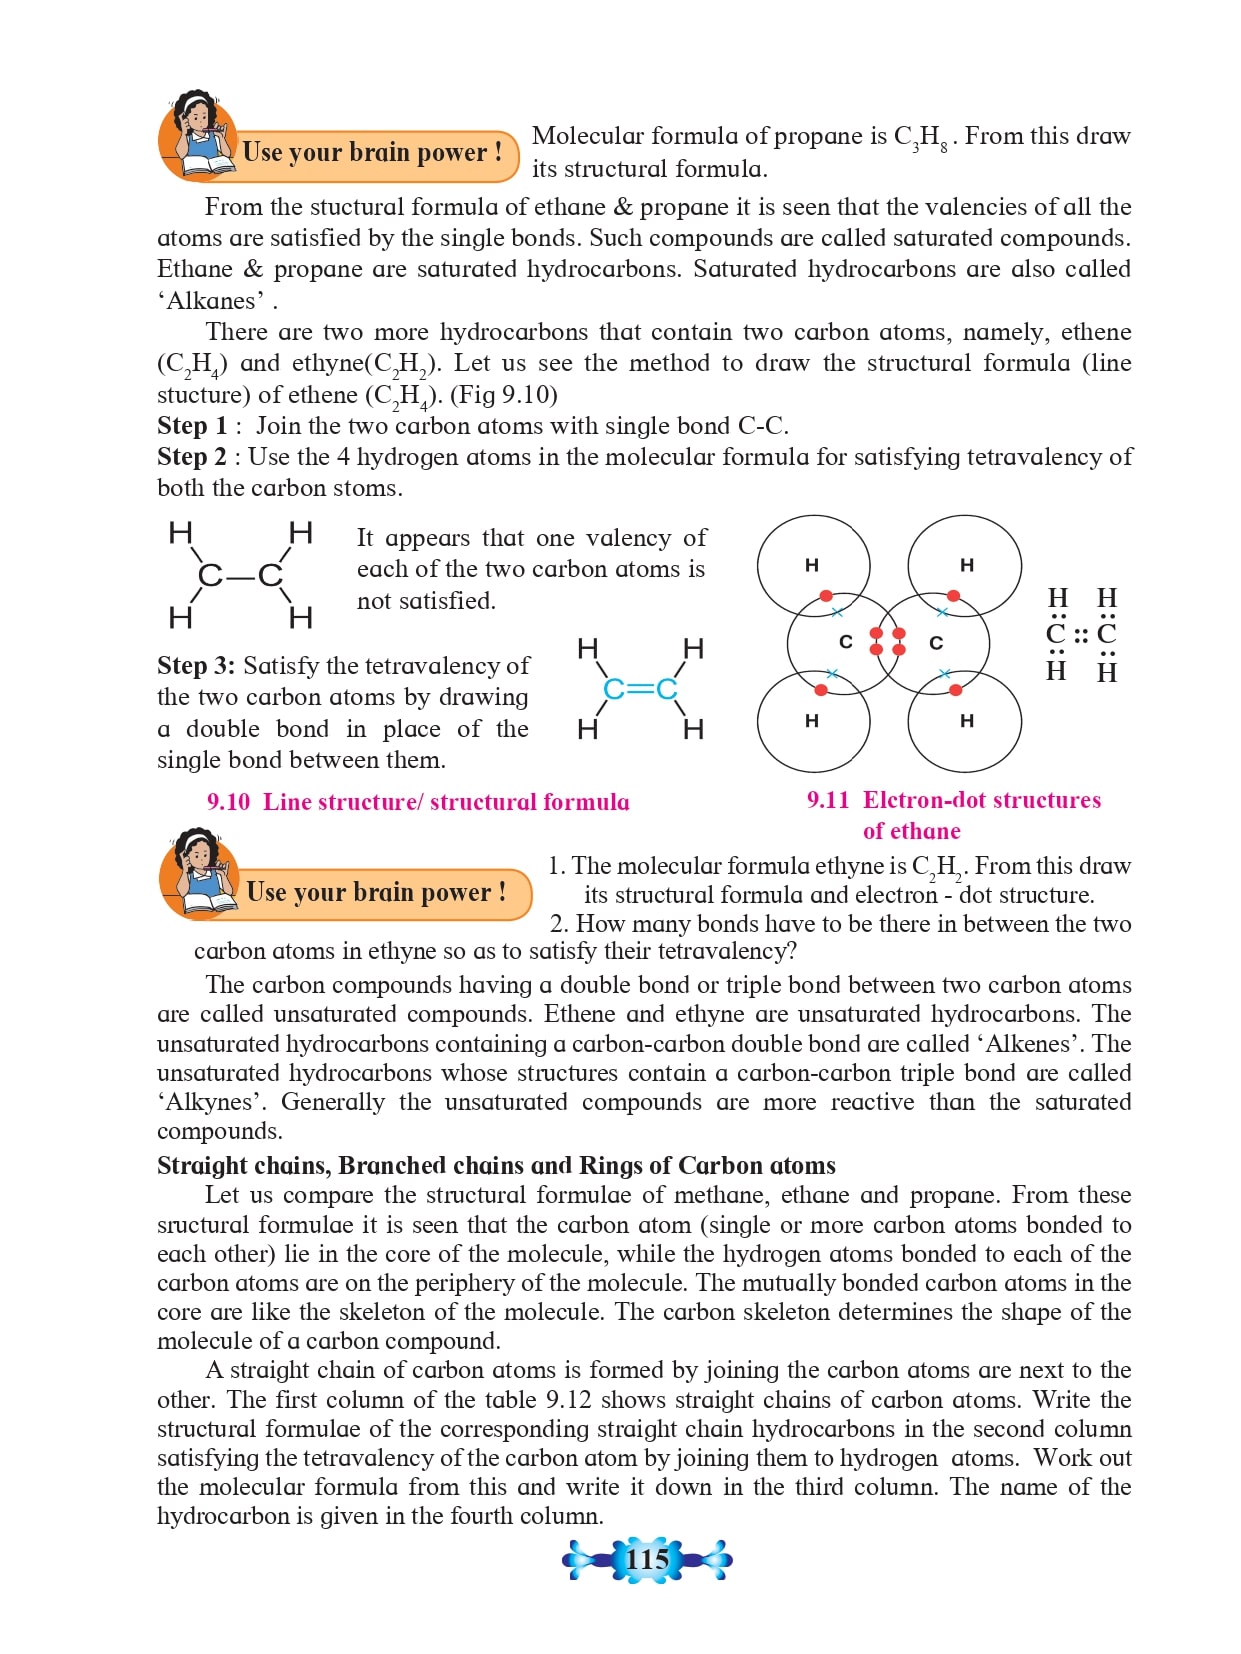 Use your brain power !
Molecular formula of propane is C₃H₈ . From this draw
its structural formula.
From the stuctural formula of ethane & propane it is seen that the valencies of all the
atoms are satisfied by the single bonds. Such compounds are called saturated compounds.
Ethane & propane are saturated hydrocarbons. Saturated hydrocarbons are also called
‘Alkanes’ .
There are two more hydrocarbons that contain two carbon atoms, namely, ethene
(C₂H₄) and ethyne(C₂H₂). Let us see the method to draw the structural formula (line
stucture) of ethene (C₂H₄). (Fig 9.10)
Step 1 : Join the two carbon atoms with single bond C-C.
Step 2 : Use the 4 hydrogen atoms in the molecular formula for satisfying tetravalency of
both the carbon stoms.
H H
C—C
H H
It appears that one valency of
each of the two carbon atoms is
not satisfied.
Step 3: Satisfy the tetravalency of
the two carbon atoms by drawing
a double bond in place of the
single bond between them.
H H
C=C
H H
H H
C C
H H
H H
C :: C
H H
9.10 Line structure/ structural formula
9.11 Elctron-dot structures
of ethane
Use your brain power !
1. The molecular formula ethyne is C₂H₂. From this draw
its structural formula and electron - dot structure.
2. How many bonds have to be there in between the two
carbon atoms in ethyne so as to satisfy their tetravalency?
The carbon compounds having a double bond or triple bond between two carbon atoms
are called unsaturated compounds. Ethene and ethyne are unsaturated hydrocarbons. The
unsaturated hydrocarbons containing a carbon-carbon double bond are called ‘Alkenes’. The
unsaturated hydrocarbons whose structures contain a carbon-carbon triple bond are called
‘Alkynes’. Generally the unsaturated compounds are more reactive than the saturated
compounds.
Straight chains, Branched chains and Rings of Carbon atoms
Let us compare the structural formulae of methane, ethane and propane. From these
sructural formulae it is seen that the carbon atom (single or more carbon atoms bonded to
each other) lie in the core of the molecule, while the hydrogen atoms bonded to each of the
carbon atoms are on the periphery of the molecule. The mutually bonded carbon atoms in the
core are like the skeleton of the molecule. The carbon skeleton determines the shape of the
molecule of a carbon compound.
A straight chain of carbon atoms is formed by joining the carbon atoms are next to the
other. The first column of the table 9.12 shows straight chains of carbon atoms. Write the
structural formulae of the corresponding straight chain hydrocarbons in the second column
satisfying the tetravalency of the carbon atom by joining them to hydrogen atoms. Work out
the molecular formula from this and write it down in the third column. The name of the
hydrocarbon is given in the fourth column.
115